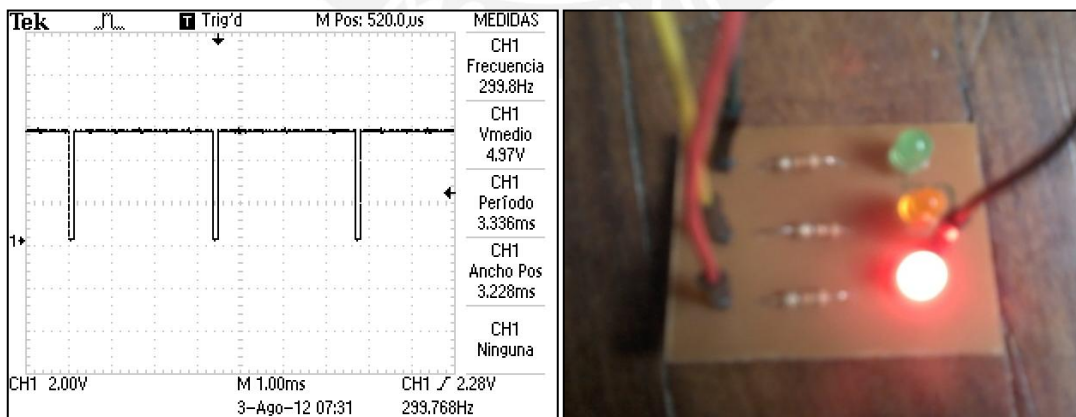 Tek T Trig'd M Pos: 520.0µs MEDIDAS
CH1
Frecuencia
299.8Hz
CH1
Vmedio
4.97V
CH1
Período
3.336ms
CH1
Ancho Pos
3.228ms
CH1
Ninguna
1
CH1 2.00V M 1.00ms CH1 2.28V
3-Ago-12 07:31 299.768Hz